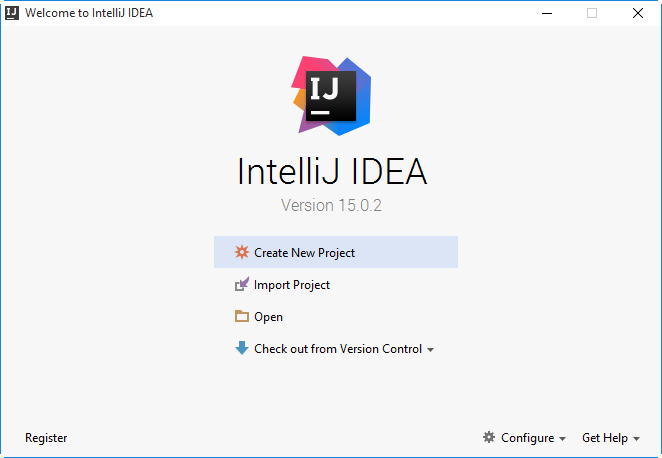 IJ Welcome to IntelliJ IDEA
IJ
IntelliJ IDEA
Version 15.0.2
Create New Project
Import Project
Open
Check out from Version Control
Register
Configure
Get Help